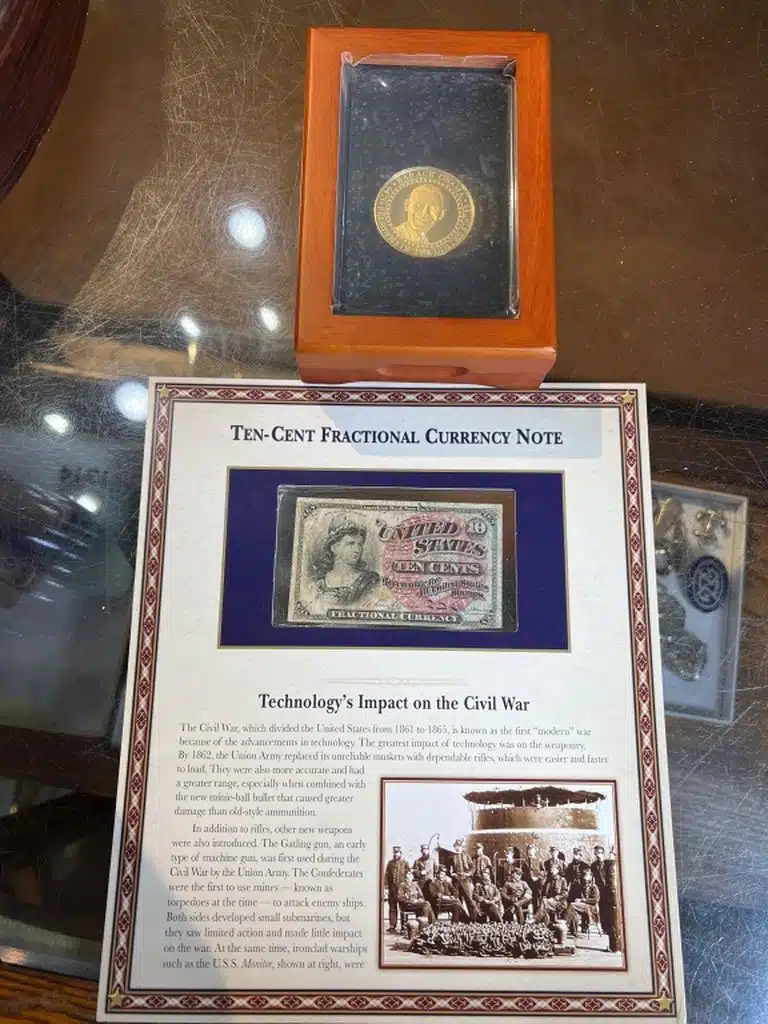 BARACK OBAMA
TEN-CENT FRACTIONAL CURRENCY NOTE
10
UNITED
STATES
TEN CENTS
Receivable for
All United States
Stamps
FRACTIONAL CURRENCY
Technology's Impact on the Civil War
The Civil War, which divided the United States from 1861 to 1865, is known as the first "modern" war
because of the advancements in technology. The greatest impact of technology was on the weaponry.
By 1862, the Union Army replaced its unreliable muskets with dependable rifles, which were easier and faster
to load. They were also more accurate and had
a greater range, especially when combined with
the new minie-ball bullet that caused greater
damage than old-style ammunition.
In addition to rifles, other new weapons
were also introduced. The Gatling gun, an early
type of machine gun, was first used during the
Civil War by the Union Army. The Confederates
were the first to use mines — known as
torpedoes at the time — to attack enemy ships.
Both sides developed small submarines, but
they saw limited action and made little impact
on the war. At the same time, ironclad warships
such as the U.S.S. Monitor, shown at right, were